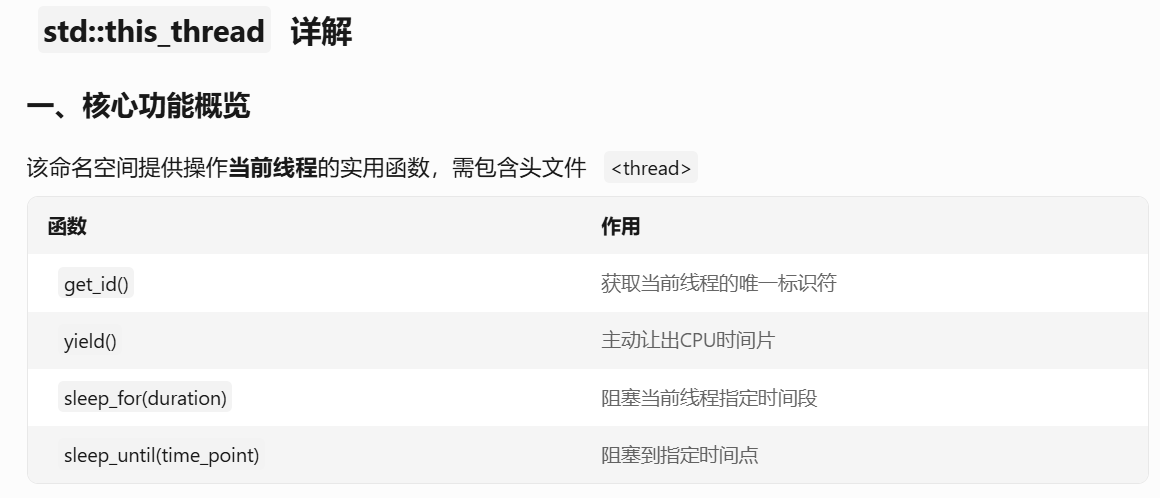 std::this_thread 详解
一、核心功能概览
该命名空间提供操作当前线程的实用函数，需包含头文件 <thread>
函数 作用
get_id() 获取当前线程的唯一标识符
yield() 主动让出CPU时间片
sleep_for(duration) 阻塞当前线程指定时间段
sleep_until(time_point) 阻塞到指定时间点